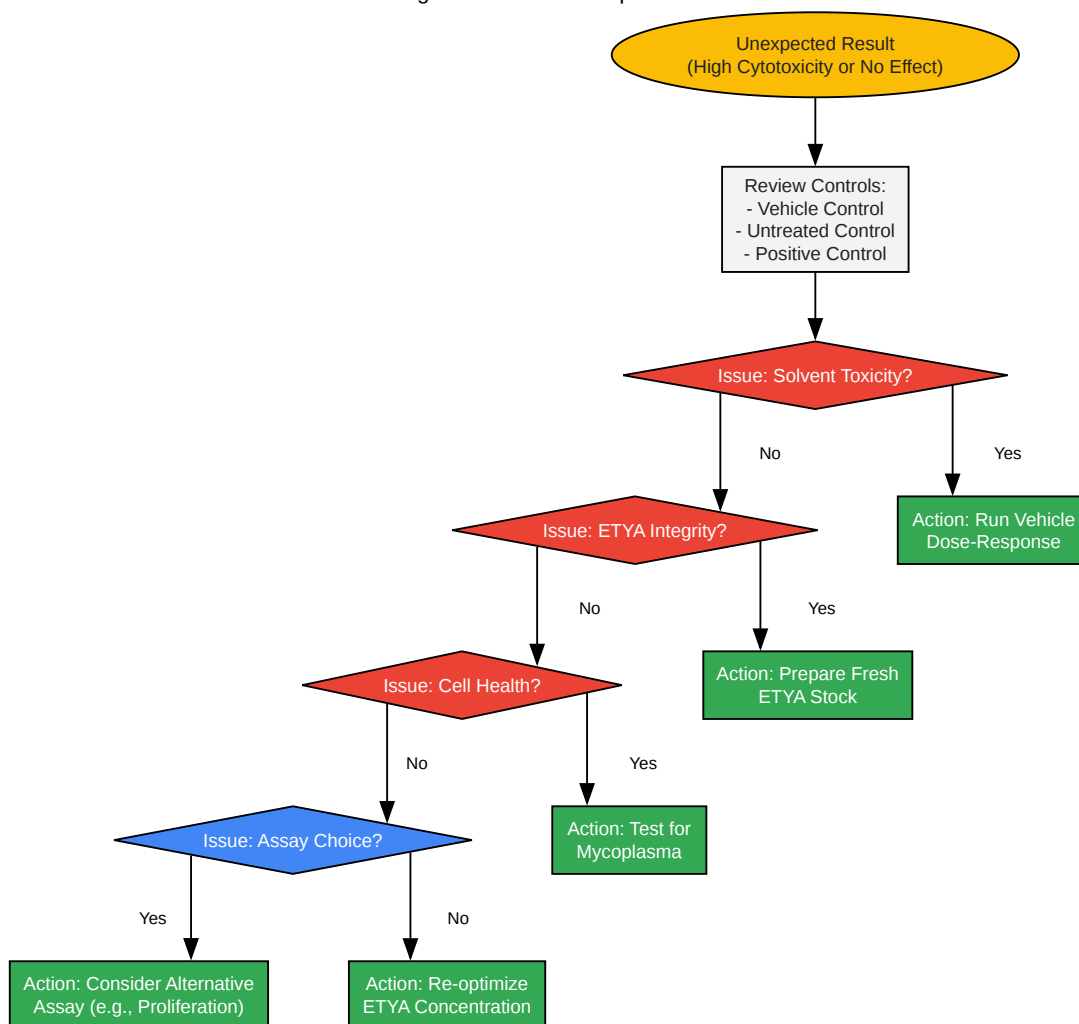 Unexpected Result
(High Cytotoxicity or No Effect)
Review Controls:
- Vehicle Control
- Untreated Control
- Positive Control
Issue: Solvent Toxicity?
No
Yes
Action: Run Vehicle
Dose-Response
Issue: ETYA Integrity?
No
Yes
Action: Prepare Fresh
ETYA Stock
Issue: Cell Health?
No
Yes
Action: Test for
Mycoplasma
Issue: Assay Choice?
Yes
No
Action: Consider Alternative
Assay (e.g., Proliferation)
Action: Re-optimize
ETYA Concentration